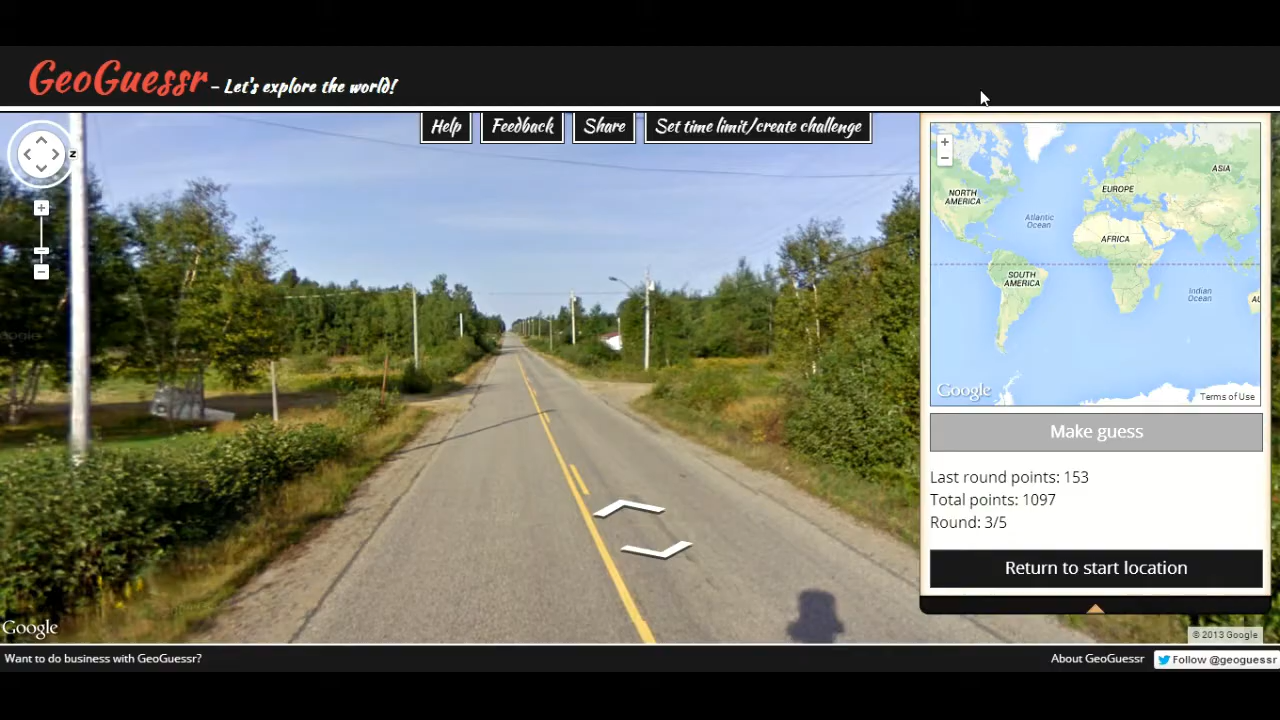 GeoGuessr - Let's explore the world!
Help
Feedback
Share
Set time limit/create challenge
Z
+
−
+
−
NORTH
AMERICA
EUROPE
ASIA
Atlantic
Ocean
AFRICA
SOUTH
AMERICA
Indian
Ocean
AU
Google
Terms of Use
Make guess
Last round points: 153
Total points: 1097
Round: 3/5
Return to start location
Google
© 2013 Google
Want to do business with GeoGuessr?
About GeoGuessr
Follow @geoguessr